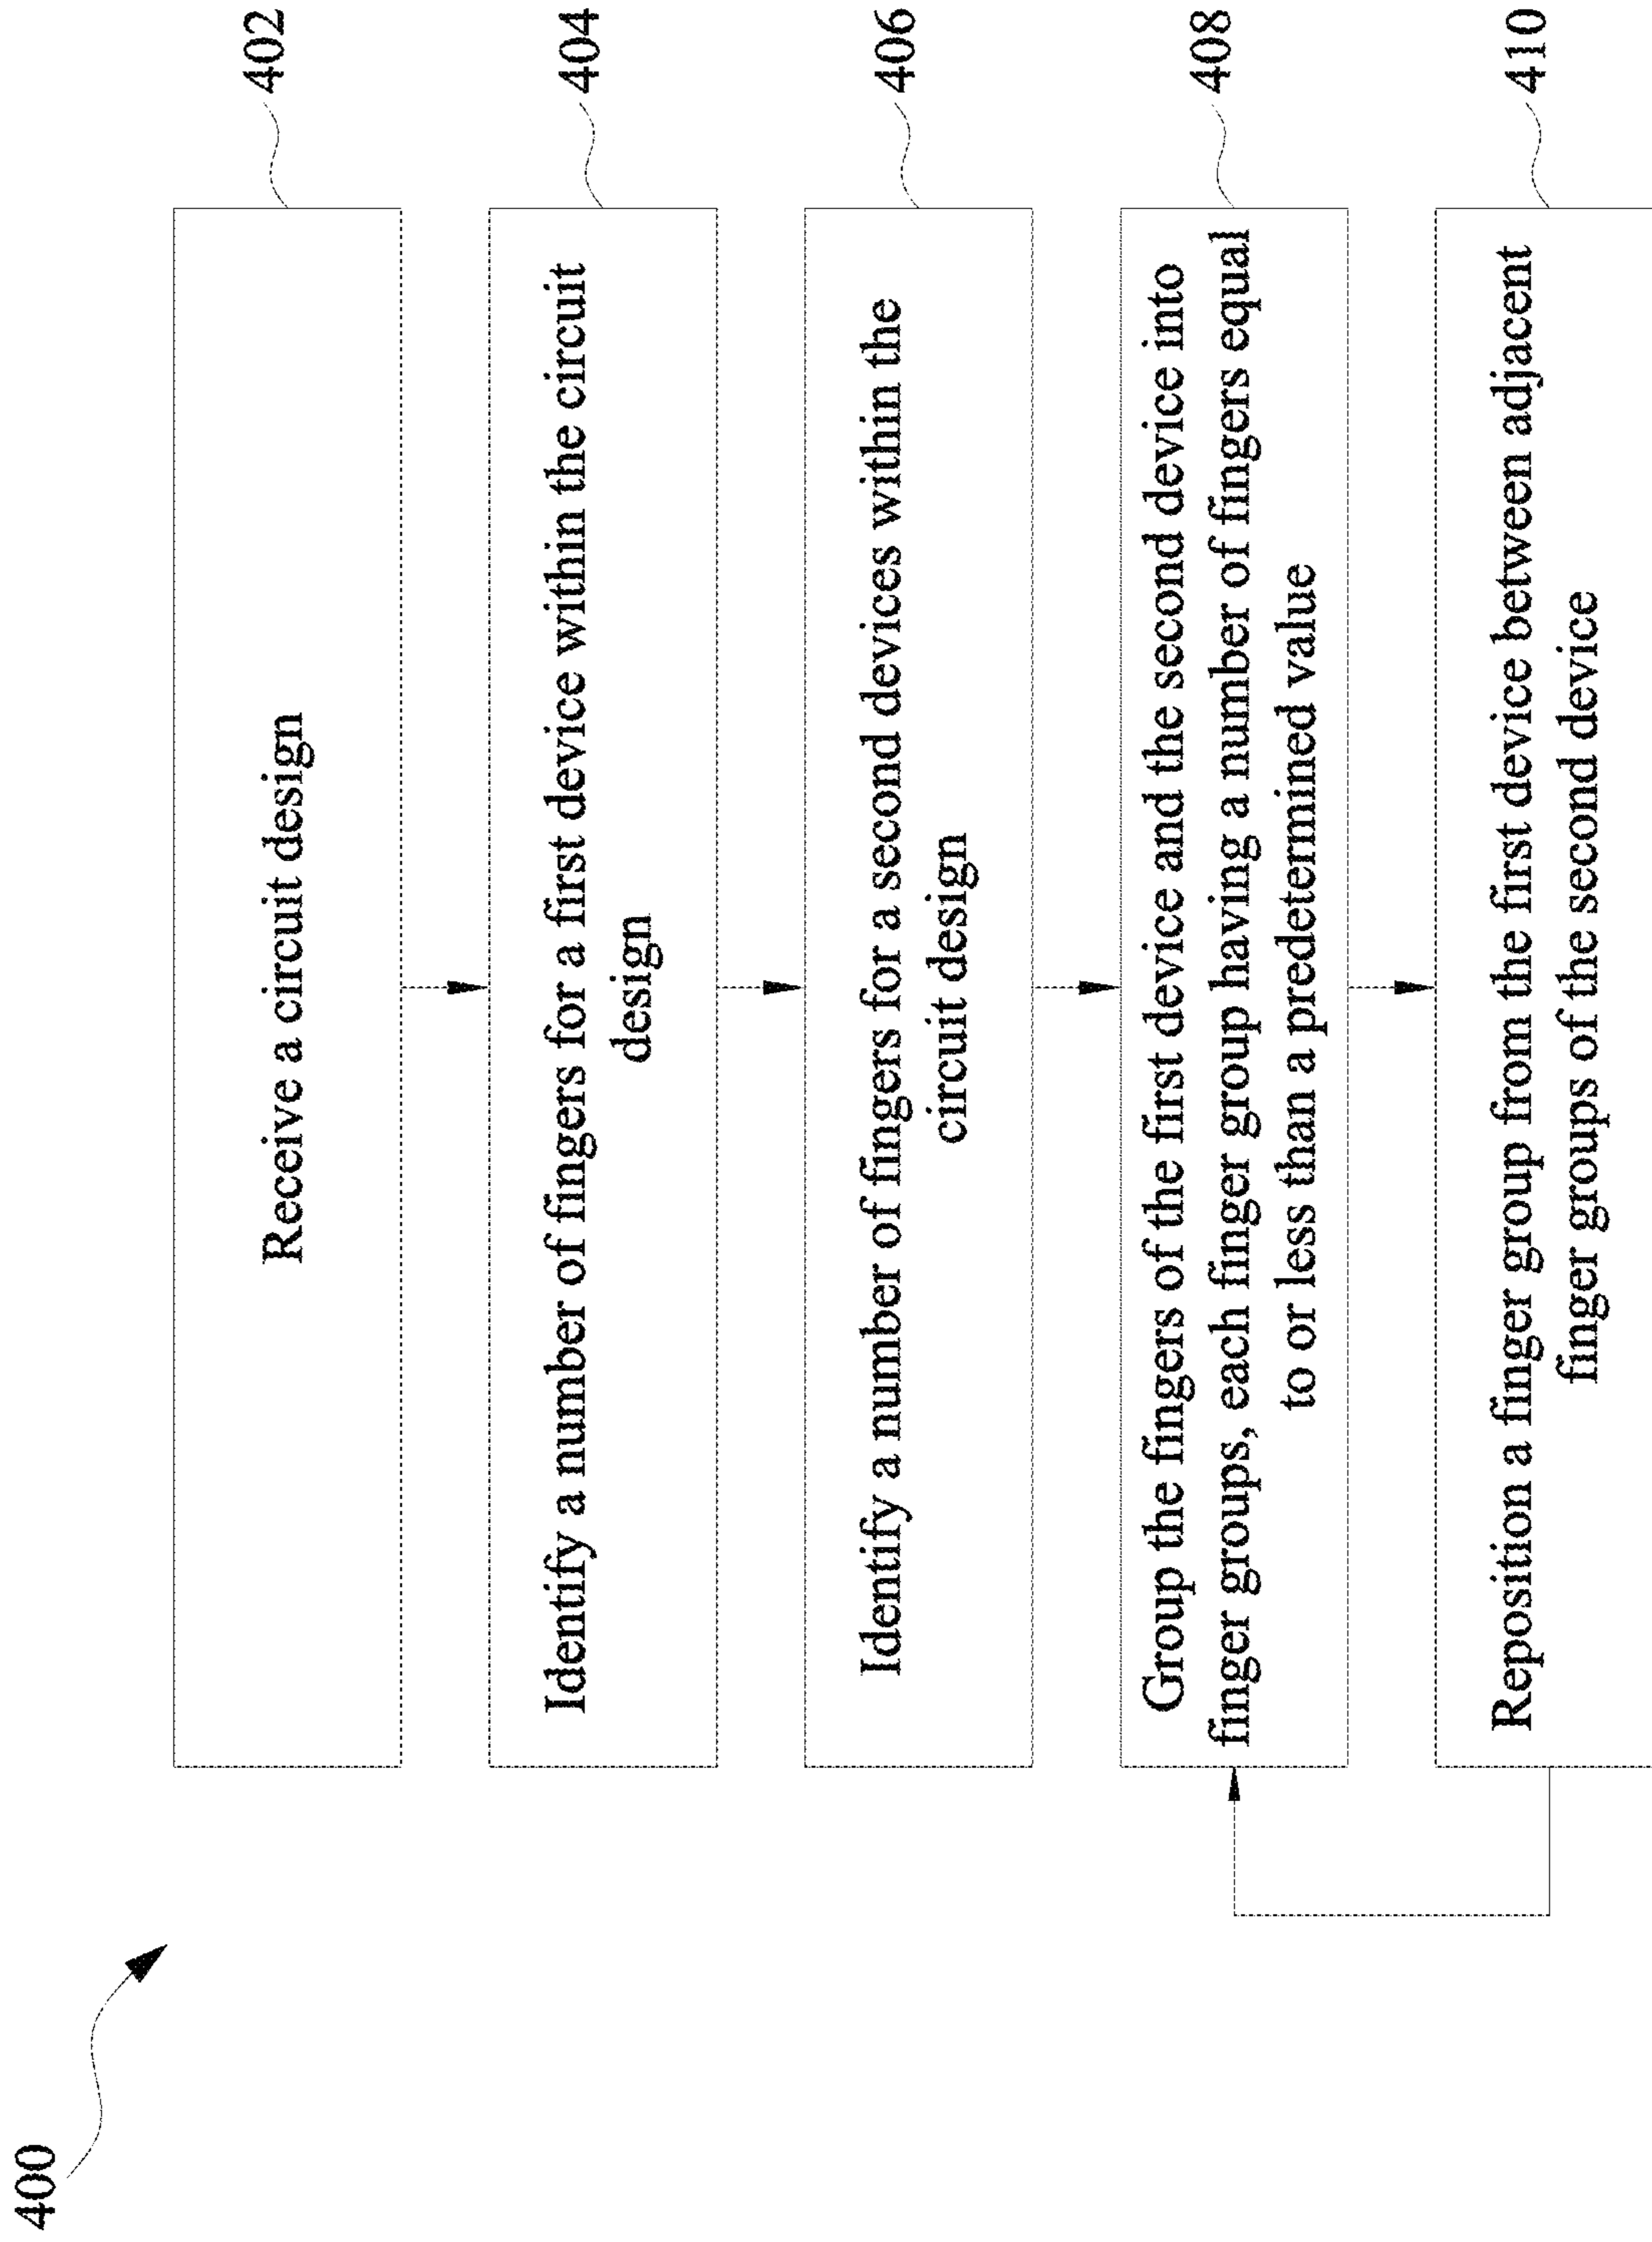 400
Receive a circuit design
402
Identify a number of fingers for a first device within the circuit
design
404
Identify a number of fingers for a second devices within the
circuit design
406
Group the fingers of the first device and the second device into
finger groups, each finger group having a number of fingers equal
to or less than a predetermined value
408
Reposition a finger group from the first device between adjacent
finger groups of the second device
410